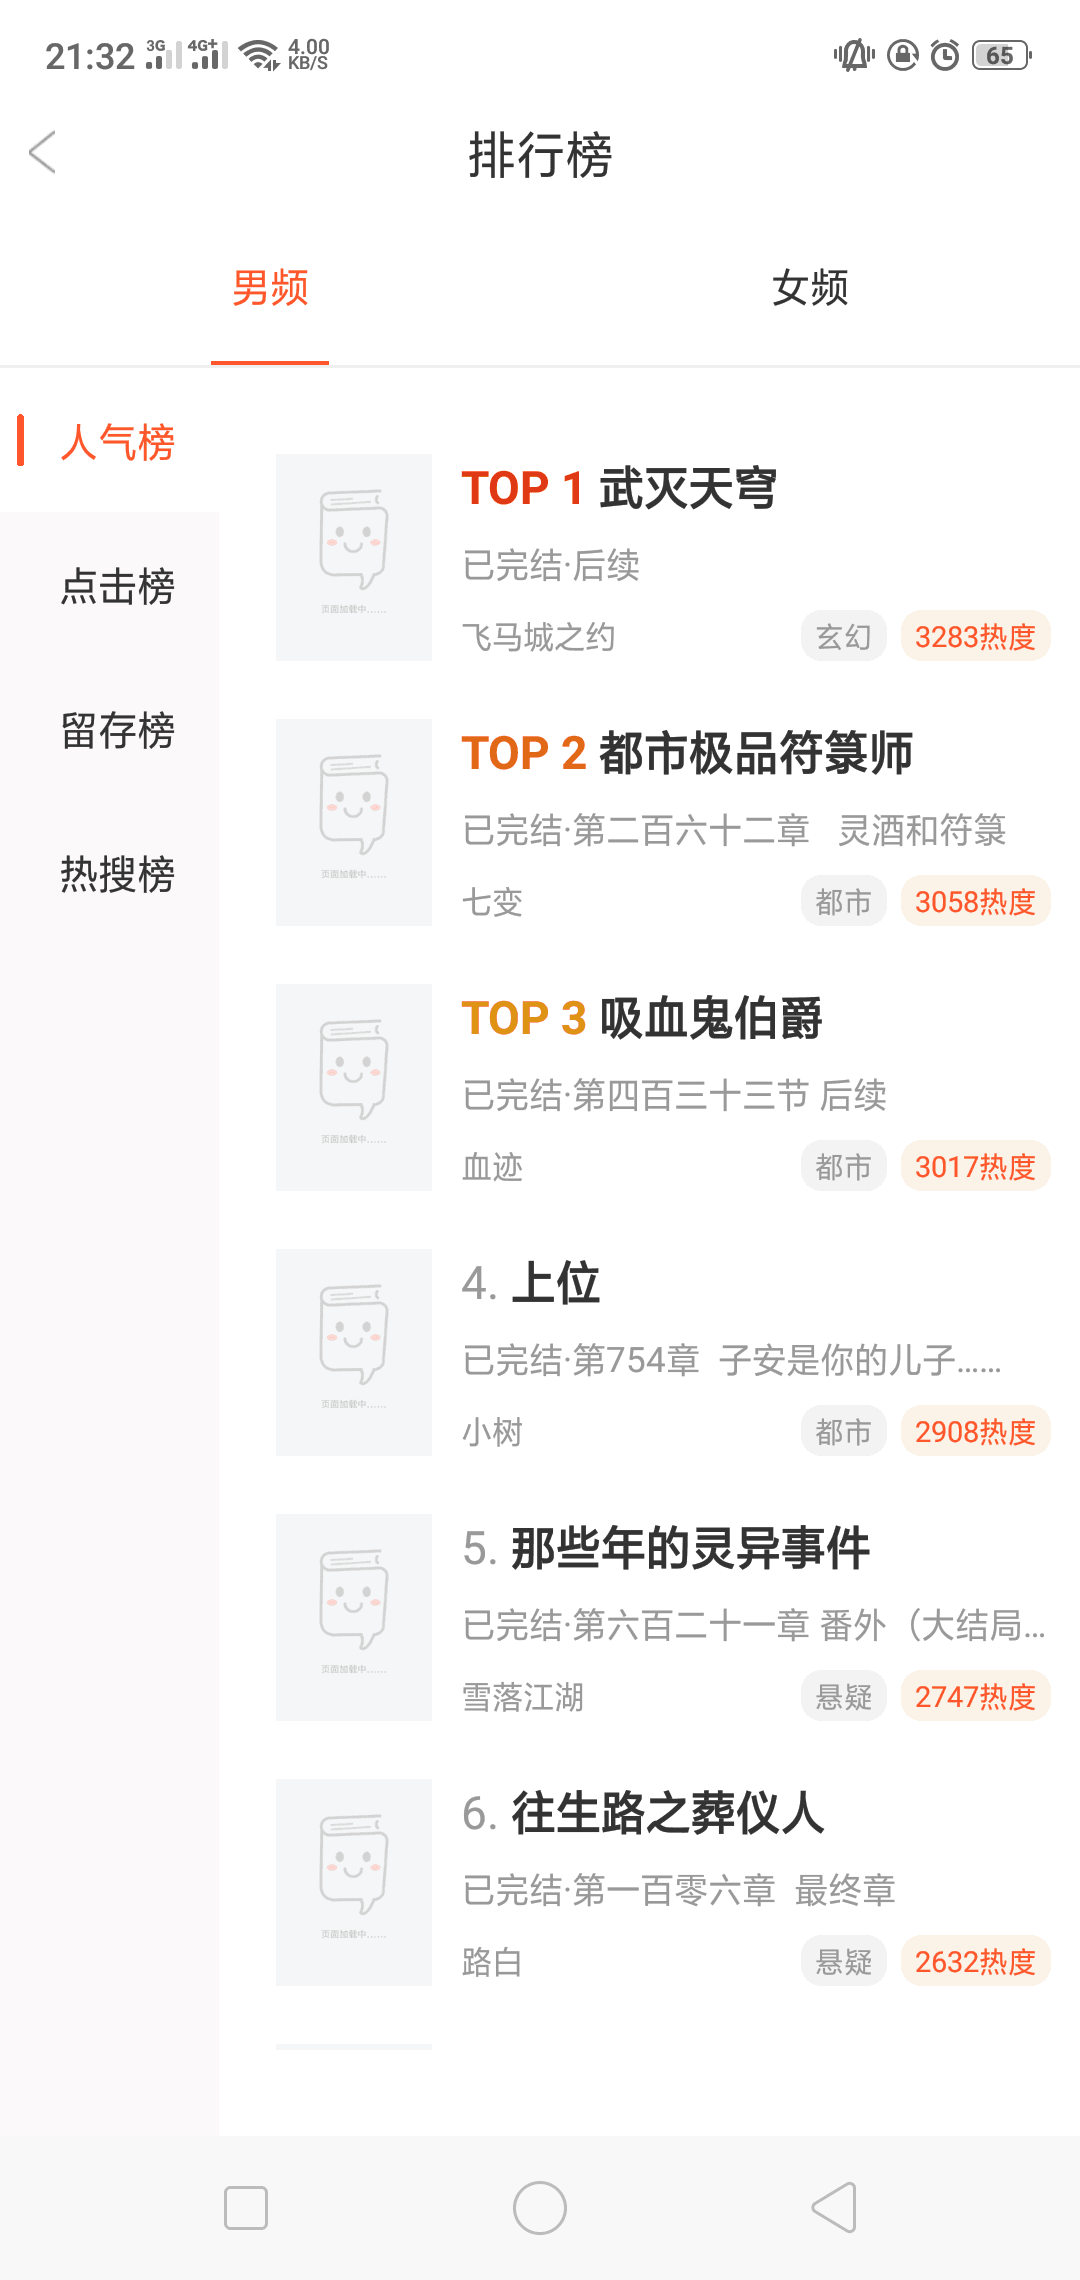 21:32 3G 4G+ 4.00 KB/S 65
排行榜
男频 女频
人气榜
点击榜
留存榜
热搜榜
TOP 1 武灭天穹
已完结·后续
飞马城之约 玄幻 3283热度
页面加载中......
TOP 2 都市极品符箓师
已完结·第二百六十二章 灵酒和符箓
七变 都市 3058热度
页面加载中......
TOP 3 吸血鬼伯爵
已完结·第四百三十三节 后续
血迹 都市 3017热度
页面加载中......
4. 上位
已完结·第754章 子安是你的儿子……
小树 都市 2908热度
页面加载中......
5. 那些年的灵异事件
已完结·第六百二十一章 番外（大结局...
雪落江湖 悬疑 2747热度
页面加载中......
6. 往生路之葬仪人
已完结·第一百零六章 最终章
路白 悬疑 2632热度
页面加载中......